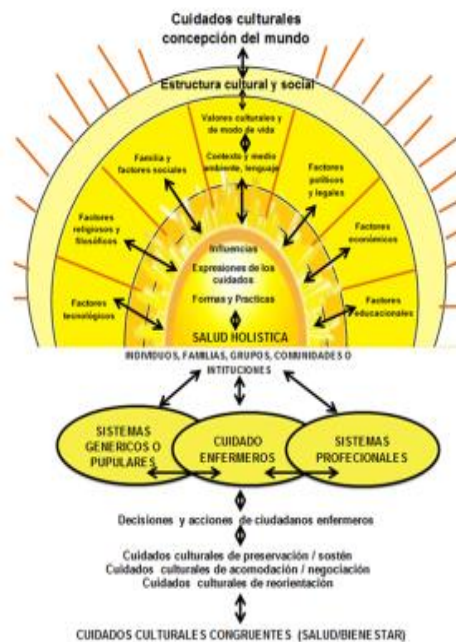 Cuidados culturales
concepción del mundo
Estructura cultural y social
Valores culturales y
de modo de vida
Familia y
factores sociales
Contexto y medio
ambiente, lenguaje
Factores
políticos
y legales
Factores
religiosos y
filosóficos
Factores
económicos
Factores
tecnológicos
Factores
educacionales
Influencias
Expresiones de los
cuidados
Formas y Practicas
SALUD HOLISTICA
INDIVIDUOS, FAMILIAS, GRUPOS, COMUNIDADES O
INTITUCIONES
SISTEMAS
GENERICOS O
PUPULARES
CUIDADO
ENFERMEROS
SISTEMAS
PROFECIONALES
Decisiones y acciones de ciudadanos enfermeros
Cuidados culturales de preservación / sostén
Cuidados culturales de acomodación / negociación
Cuidados culturales de reorientación
CUIDADOS CULTURALES CONGRUENTES (SALUD/BIENESTAR)